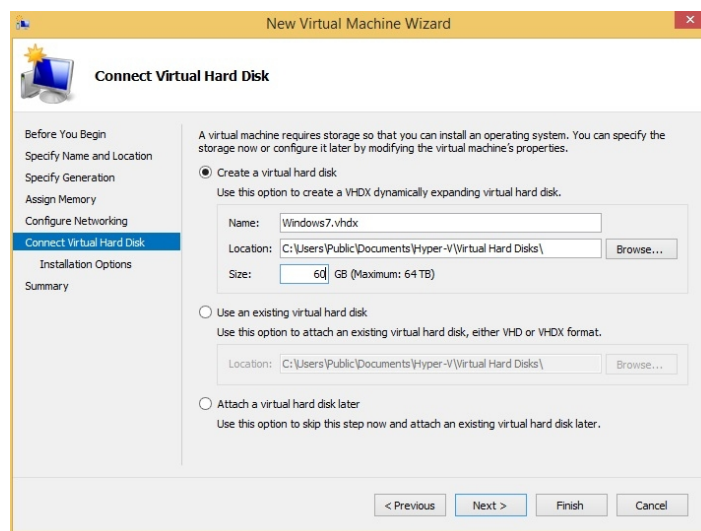 New Virtual Machine Wizard
Connect Virtual Hard Disk
Before You Begin
Specify Name and Location
Specify Generation
Assign Memory
Configure Networking
Connect Virtual Hard Disk
Installation Options
Summary
A virtual machine requires storage so that you can install an operating system. You can specify the
storage now or configure it later by modifying the virtual machine's properties.
Create a virtual hard disk
Use this option to create a VHDX dynamically expanding virtual hard disk.
Name: Windows7.vhdx
Location: C:\Users\Public\Documents\Hyper-V\Virtual Hard Disks\ Browse...
Size: 60 GB (Maximum: 64 TB)
Use an existing virtual hard disk
Use this option to attach an existing virtual hard disk, either VHD or VHDX format.
Location: C:\Users\Public\Documents\Hyper-V\Virtual Hard Disks\ Browse...
Attach a virtual hard disk later
Use this option to skip this step now and attach an existing virtual hard disk later.
< Previous Next > Finish Cancel